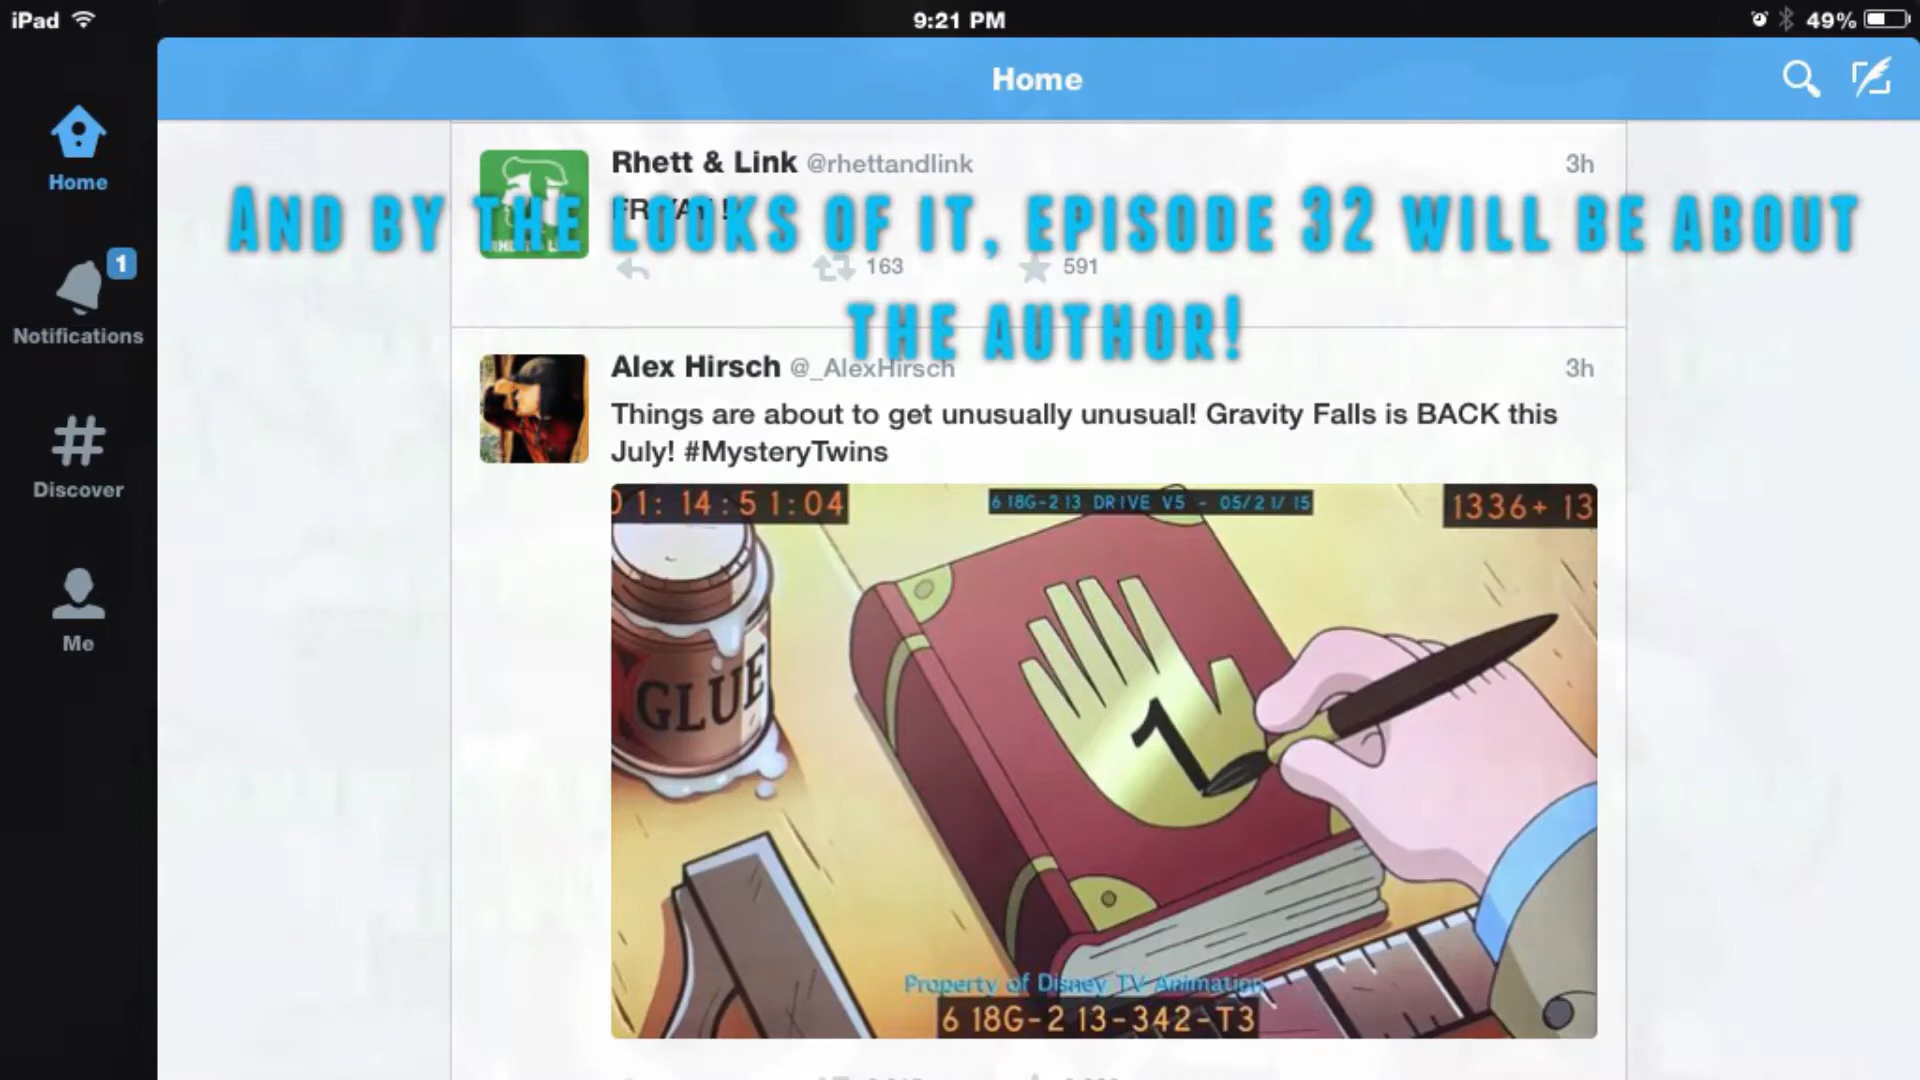 iPad
9:21 PM
49%
Home
Home
1
Notifications
Discover
Me
Rhett & Link @rhettandlink 3h
163 591
AND BY THE LOOKS OF IT, EPISODE 32 WILL BE ABOUT
THE AUTHOR!
Alex Hirsch @_AlexHirsch 3h
Things are about to get unusually unusual! Gravity Falls is BACK this
July! #MysteryTwins
1: 14:51:04
618G-213 DRIVE V5 - 05/21/15
1336+ 13
GLUE
1
Property of Disney TV Animation
618G-213-342-T3